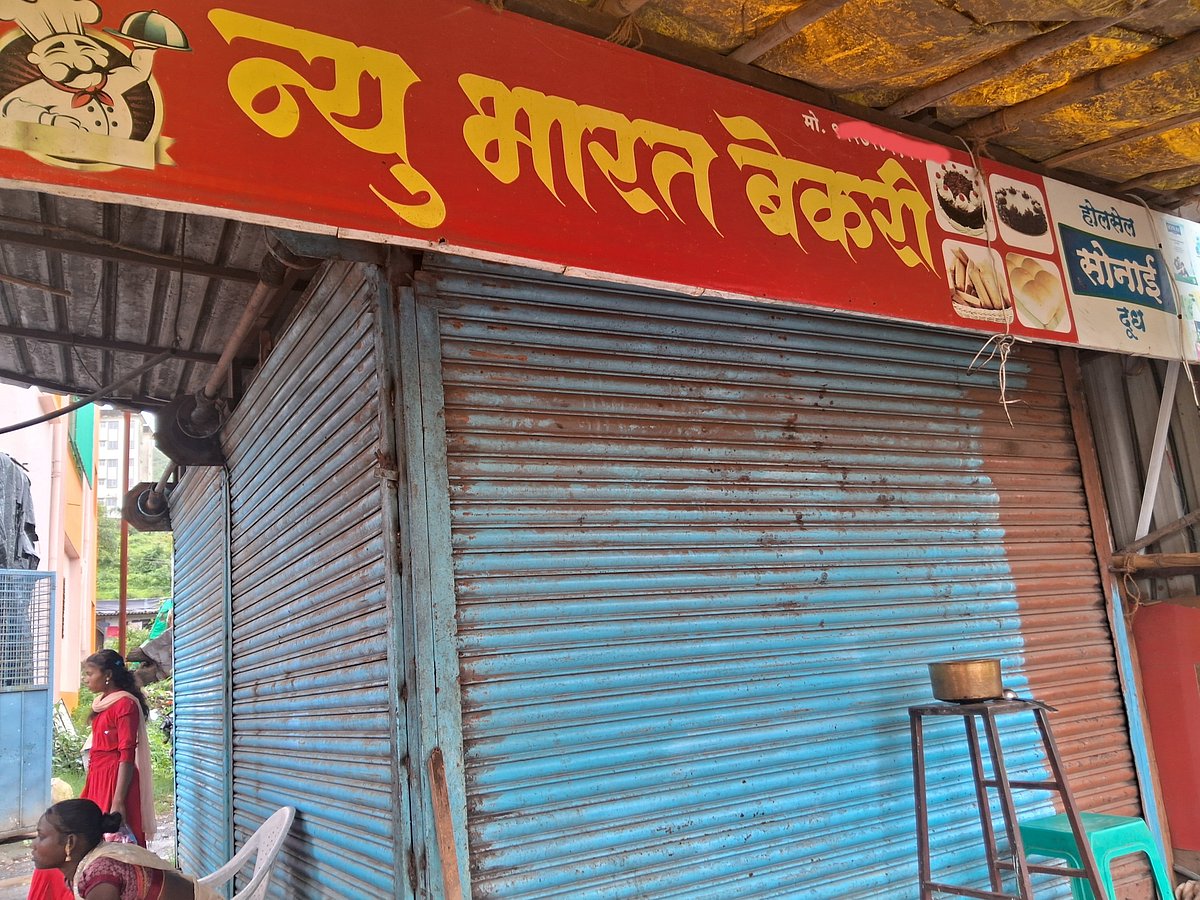 न्यु भारत बेकरी
मो.
होलसेल
सोनाई
दूध